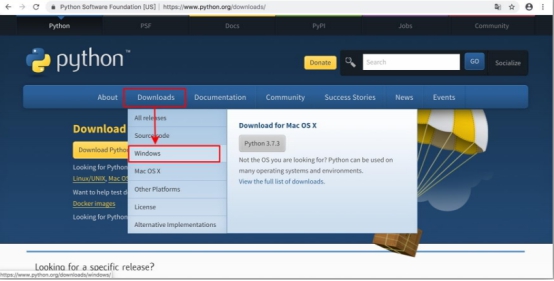 Python Software Foundation [US] | https://www.python.org/downloads/
Python PSF Docs PyPI Jobs Community
python™
Donate Search GO Socialize
About Downloads Documentation Community Success Stories News Events
All releases
Source code
Windows
Mac OS X
Other Platforms
License
Alternative Implementations
Download for Mac OS X
Python 3.7.3
Not the OS you are looking for? Python can be used on
many operating systems and environments.
View the full list of downloads.
Download
Download Pytho
Looking for Python
Linux/UNIX, Mac OS
Want to help test d
Docker images
Looking for Python
Looking for a specific release?
https://www.python.org/downloads/windows/